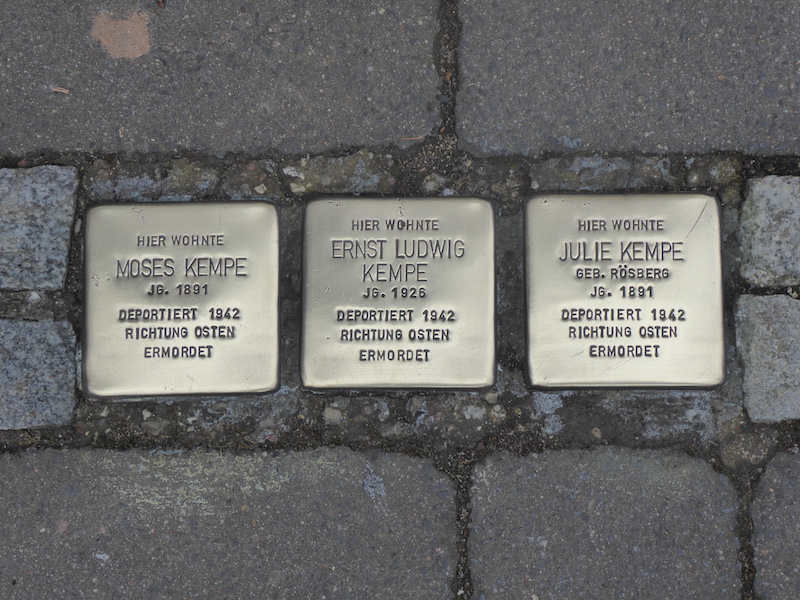 HIER WOHNTE
MOSES KEMPE
JG. 1891
DEPORTIERT 1942
RICHTUNG OSTEN
ERMORDET
HIER WOHNTE
ERNST LUDWIG
KEMPE
JG. 1926
DEPORTIERT 1942
RICHTUNG OSTEN
ERMORDET
HIER WOHNTE
JULIE KEMPE
GEB. RÖSBERG
JG. 1891
DEPORTIERT 1942
RICHTUNG OSTEN
ERMORDET